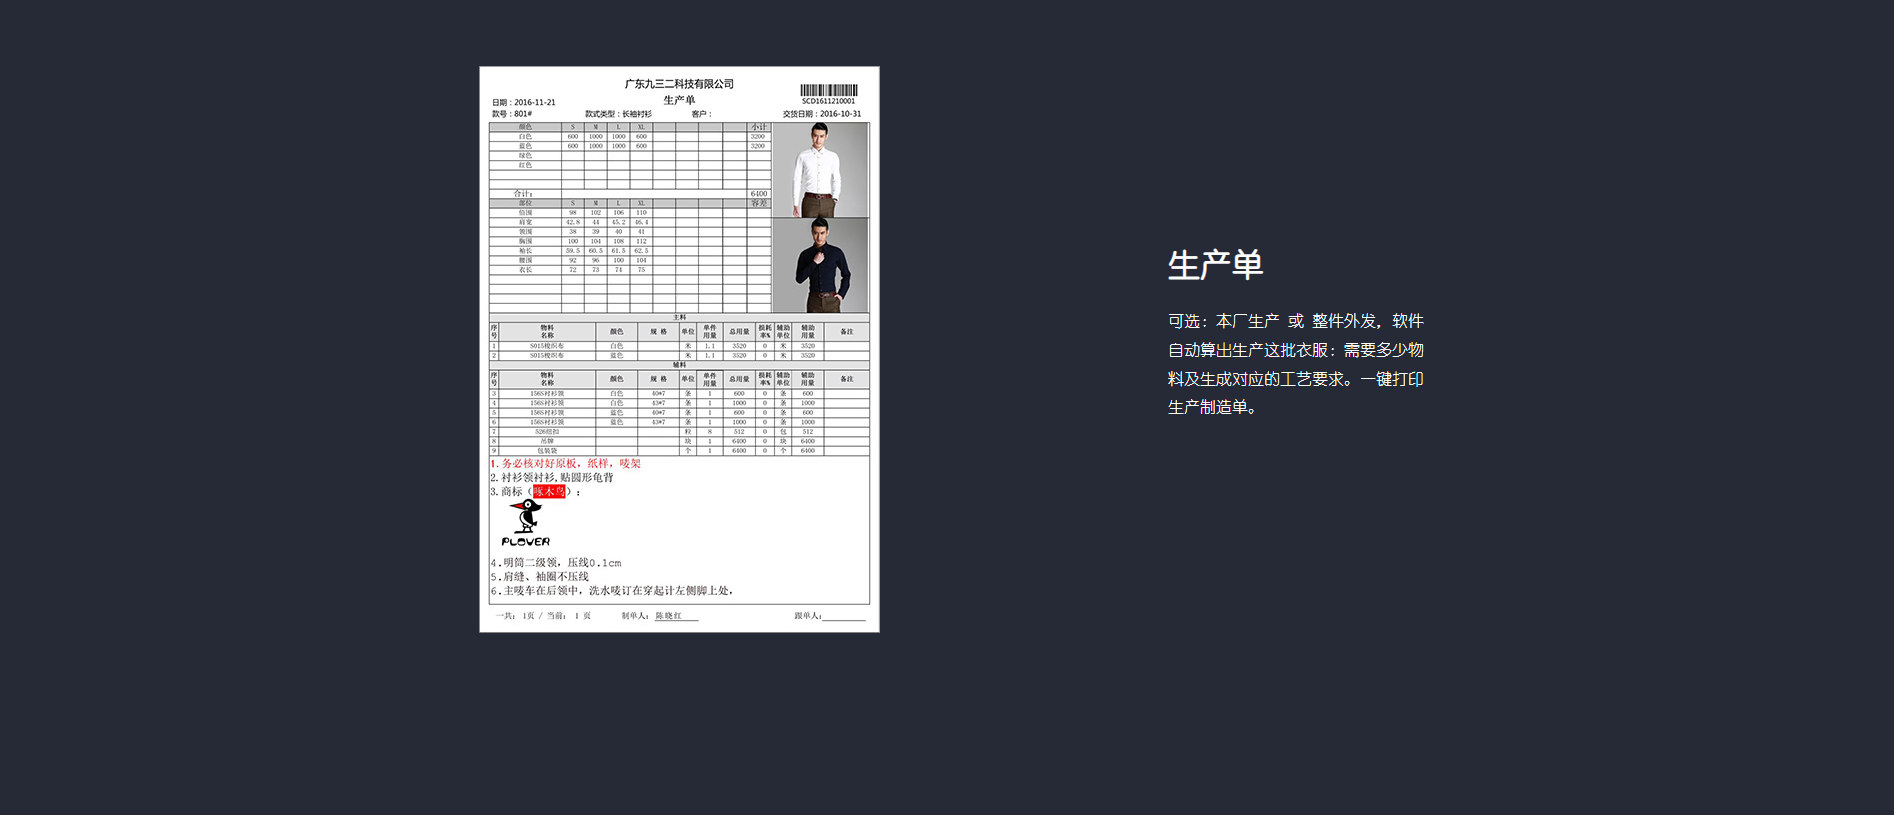 广东九三二科技有限公司
生产单
SCD1611210001
日期：2016-11-21
款号：801#
款式类型：长袖衬衫
客户：
交货日期：2016-10-31
颜色 S M L XL 小计
白色 600 1000 1000 600 3200
蓝色 600 1000 1000 600 3200
绿色
红色
合计： 6400
部位 S M L XL 容差
98 102 106 110
肩宽 42.8 44 45.2 46.4
领围 38 39 40 41
胸围 100 104 108 112
袖长 59.5 60.5 61.5 62.5
腰围 92 96 100 104
衣长 72 73 74 75
主料
序号 物料名称 颜色 规 格 单位 单件用量 总用量 损耗率% 辅助单位 辅助用量 备注
1 S015梭织布 白色 米 1.1 3520 0 米 3520
2 S015梭织布 蓝色 米 1.1 3520 0 米 3520
辅料
序号 物料名称 颜色 规 格 单位 单件用量 总用量 损耗率% 辅助单位 辅助用量 备注
3 156S衬衫领 白色 40*7 条 1 600 0 条 600
4 156S衬衫领 白色 43*7 条 1 1000 0 条 1000
5 156S衬衫领 蓝色 40*7 条 1 600 0 条 600
6 156S衬衫领 蓝色 43*7 条 1 1000 0 条 1000
7 526纽扣 粒 8 512 0 包 512
8 吊牌 块 1 6400 0 块 6400
9 包装袋 个 1 6400 0 个 6400
1.务必核对好原板，纸样，唛架
2.衬衫领衬衫,贴圆形龟背
3.商标（啄木鸟）：
PLOVER
4.明筒二级领，压线0.1cm
5.肩缝、袖圈不压线
6.主唛车在后领中，洗水唛订在穿起计左侧脚上处，
一共： 1页 / 当前： 1 页
制单人：陈晓红
跟单人：
生产单
可选：本厂生产 或 整件外发，软件
自动算出生产这批衣服：需要多少物
料及生成对应的工艺要求。一键打印
生产制造单。